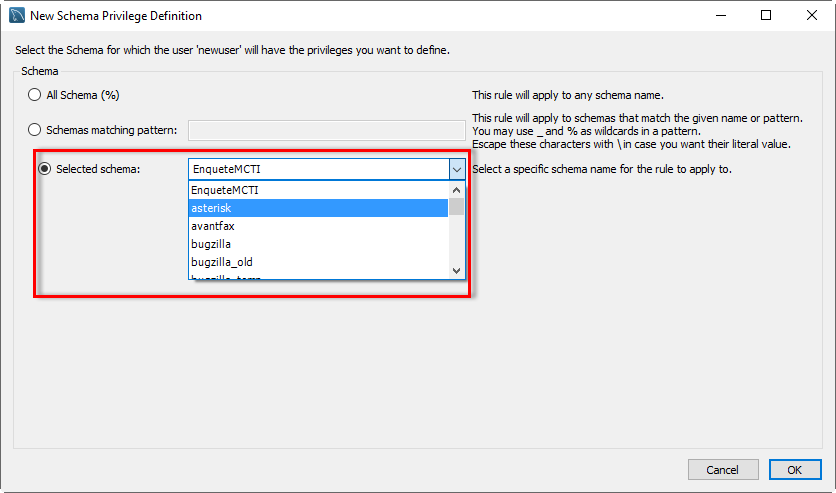 New Schema Privilege Definition
Select the Schema for which the user 'newuser' will have the privileges you want to define.
Schema
All Schema (%)
This rule will apply to any schema name.
Schemas matching pattern:
This rule will apply to schemas that match the given name or pattern.
You may use _ and % as wildcards in a pattern.
Escape these characters with \ in case you want their literal value.
Selected schema:
EnqueteMCTI
Select a specific schema name for the rule to apply to.
EnqueteMCTI
asterisk
avantfax
bugzilla
bugzilla_old
Cancel
OK